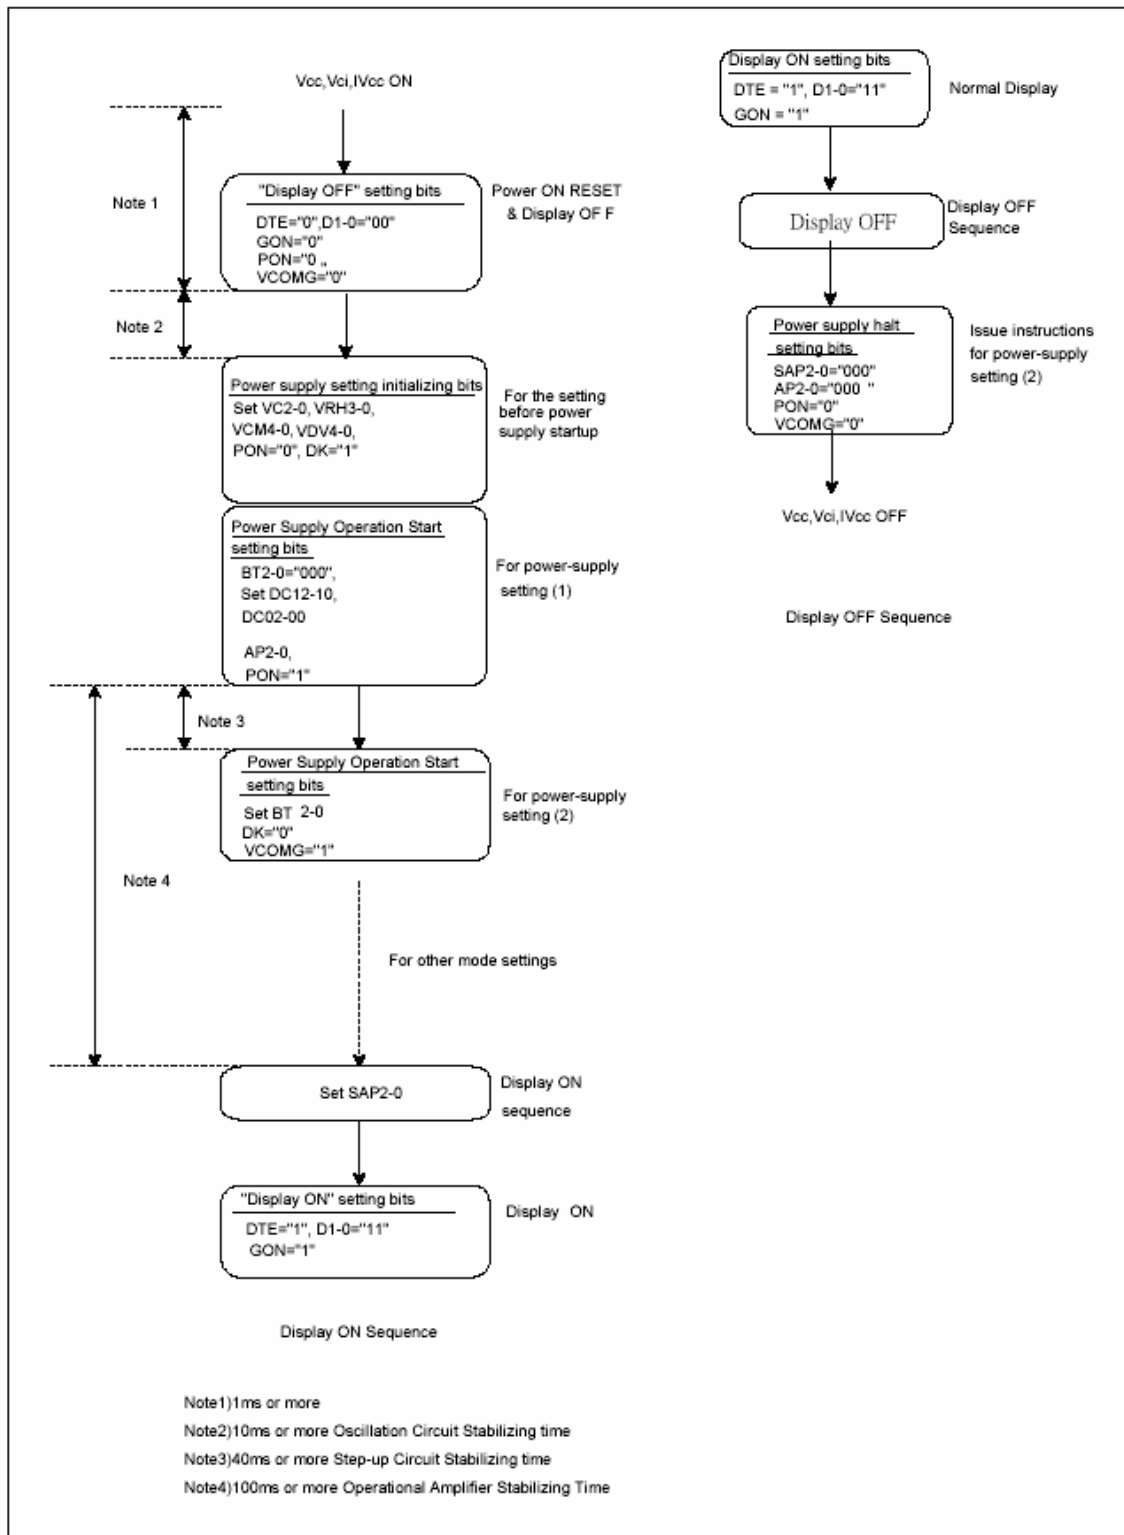 Vcc,Vci,IVcc ON
Note 1
"Display OFF" setting bits
DTE="0",D1-0="00"
GON="0"
PON="0 „
VCOMG="0"
Power ON RESET
& Display OF F
Note 2
Power supply setting initializing bits
Set VC2-0, VRH3-0,
VCM4-0, VDV4-0,
PON="0", DK="1"
For the setting
before power
supply startup
Power Supply Operation Start
setting bits
BT2-0="000",
Set DC12-10,
DC02-00
AP2-0,
PON="1"
For power-supply
setting (1)
Note 3
Power Supply Operation Start
setting bits
Set BT 2-0
DK="0"
VCOMG="1"
For power-supply
setting (2)
Note 4
For other mode settings
Set SAP2-0
Display ON
sequence
"Display ON" setting bits
DTE="1", D1-0="11"
GON="1"
Display ON
Display ON Sequence
Note1)1ms or more
Note2)10ms or more Oscillation Circuit Stabilizing time
Note3)40ms or more Step-up Circuit Stabilizing time
Note4)100ms or more Operational Amplifier Stabilizing Time
Display ON setting bits
DTE = "1", D1-0="11"
GON = "1"
Normal Display
Display OFF
Display OFF
Sequence
Power supply halt
setting bits
SAP2-0="000"
AP2-0="000 "
PON="0"
VCOMG="0"
Issue instructions
for power-supply
setting (2)
Vcc,Vci,IVcc OFF
Display OFF Sequence